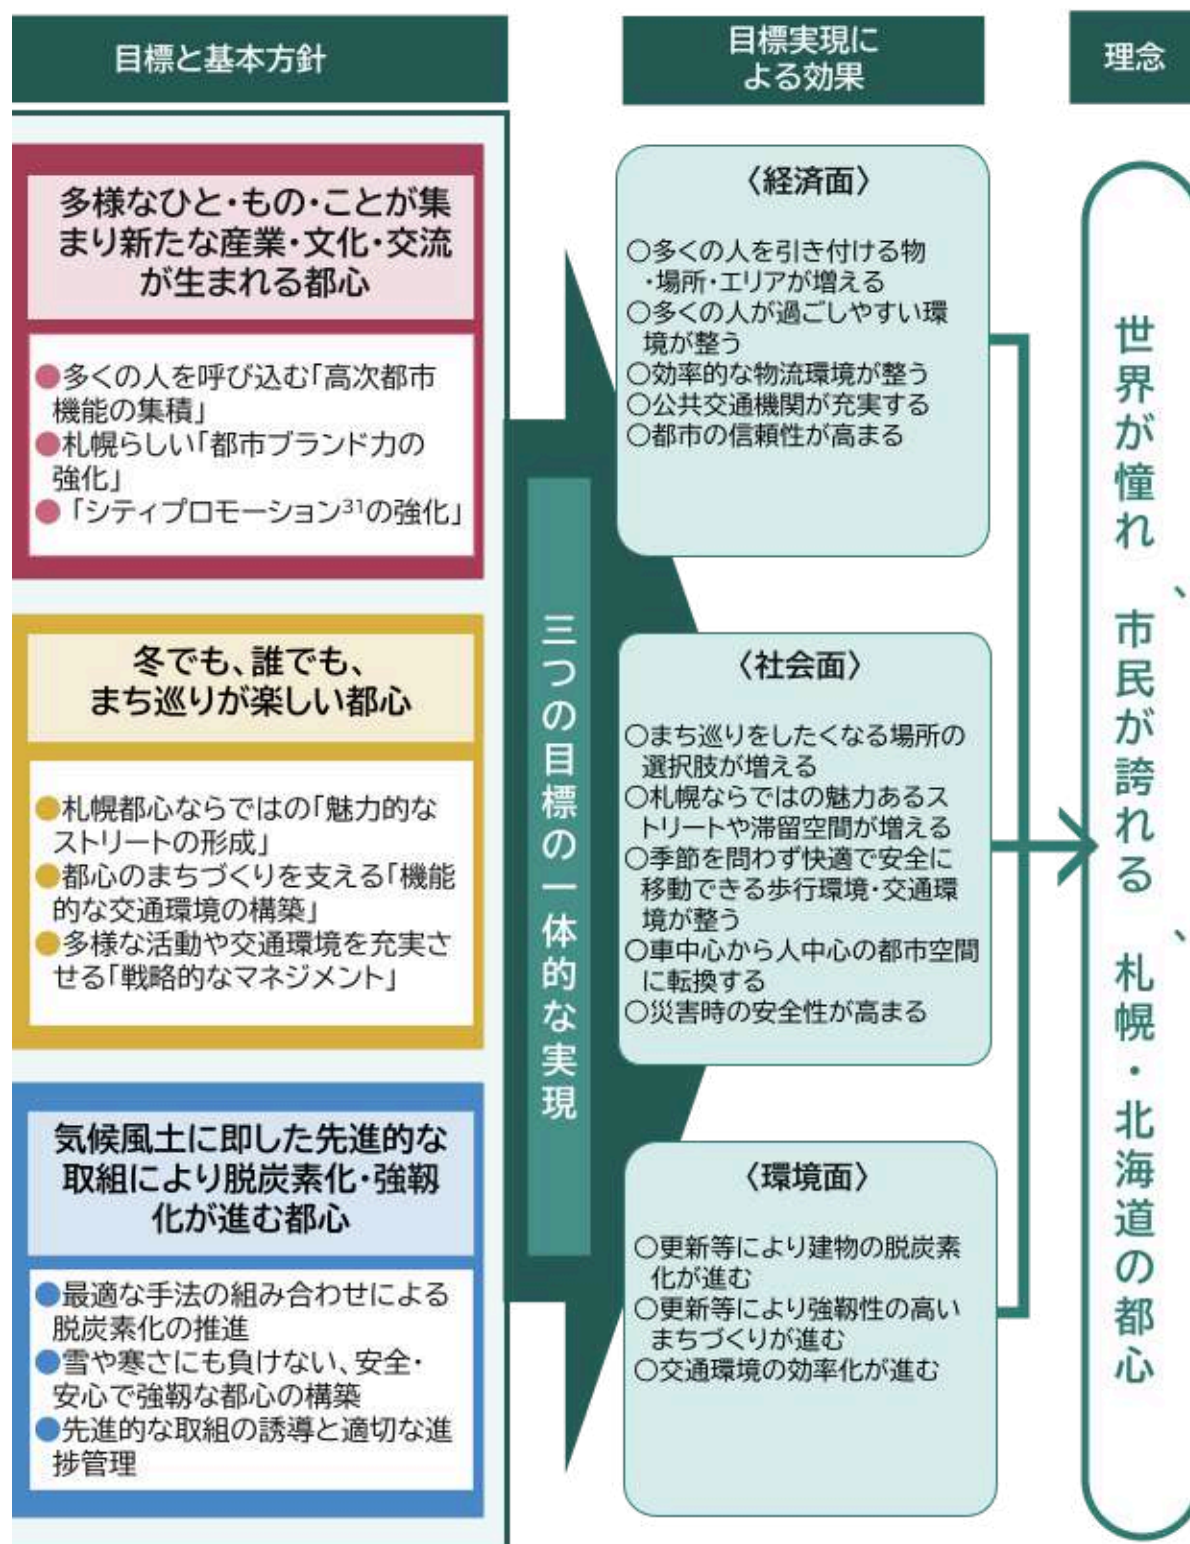 目標と基本方針
多様なひと・もの・ことが集
まり新たな産業・文化・交流
が生まれる都心
●多くの人を呼び込む「高次都市
機能の集積」
●札幌らしい「都市ブランド力の
強化」
●「シティプロモーション³¹の強化」
冬でも、誰でも、
まち巡りが楽しい都心
●札幌都心ならではの「魅力的な
ストリートの形成」
●都心のまちづくりを支える「機能
的な交通環境の構築」
●多様な活動や交通環境を充実さ
せる「戦略的なマネジメント」
気候風土に即した先進的な
取組により脱炭素化・強靱
化が進む都心
●最適な手法の組み合わせによる
脱炭素化の推進
●雪や寒さにも負けない、安全・
安心で強靱な都心の構築
●先進的な取組の誘導と適切な進
捗管理
三つの目標の一体的な実現
目標実現に
よる効果
〈経済面〉
○多くの人を引き付ける物
・場所・エリアが増える
○多くの人が過ごしやすい環
境が整う
○効率的な物流環境が整う
○公共交通機関が充実する
○都市の信頼性が高まる
〈社会面〉
○まち巡りをしたくなる場所の
選択肢が増える
○札幌ならではの魅力あるス
トリートや滞留空間が増える
○季節を問わず快適で安全に
移動できる歩行環境・交通環
境が整う
○車中心から人中心の都市空間
に転換する
○災害時の安全性が高まる
〈環境面〉
○更新等により建物の脱炭素
化が進む
○更新等により強靱性の高い
まちづくりが進む
○交通環境の効率化が進む
理念
世界が憧れ、市民が誇れる、札幌・北海道の都心